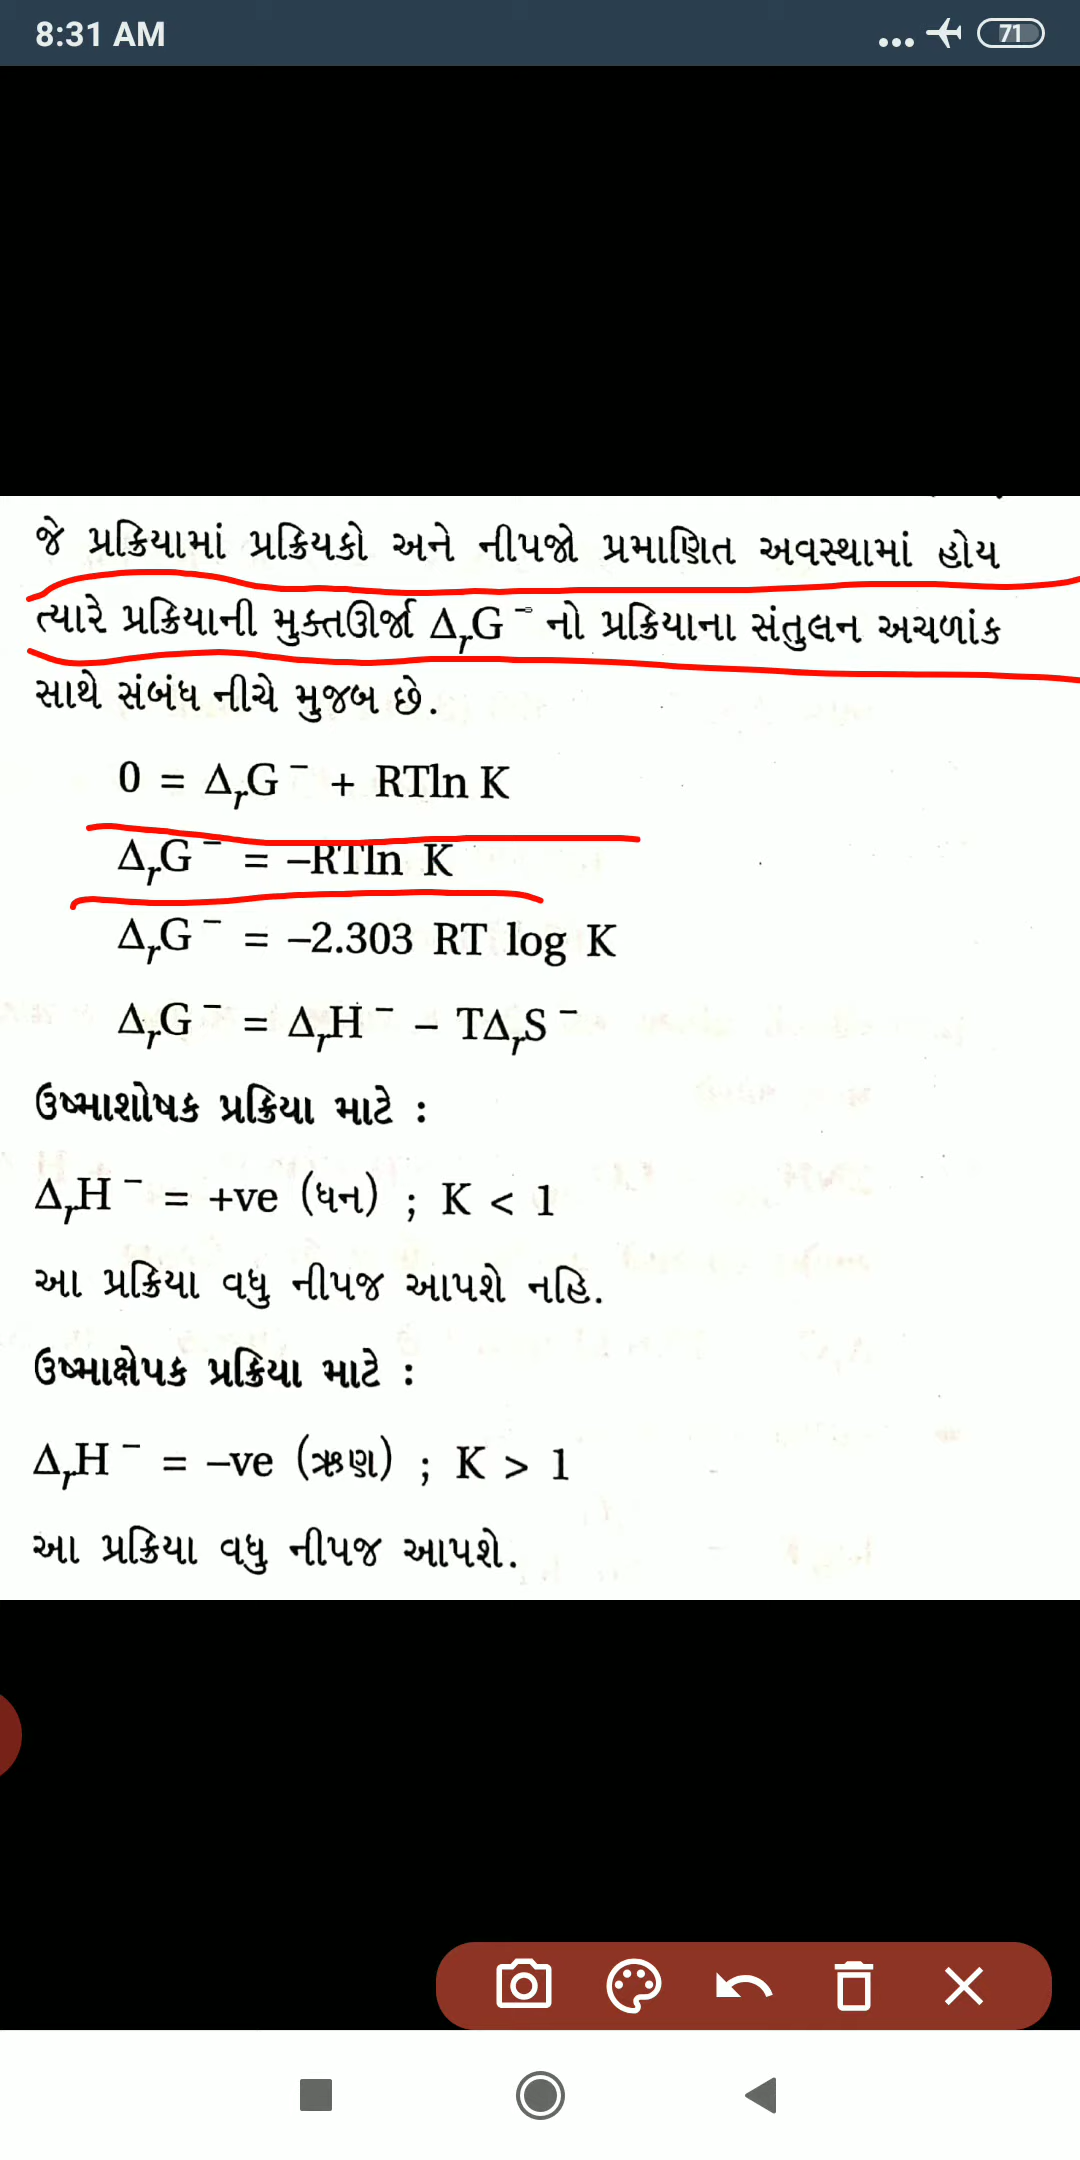 8:31 AM
71
જે પ્રક્રિયામાં પ્રક્રિયકો અને નીપજો પ્રમાણિત અવસ્થામાં હોય
ત્યારે પ્રક્રિયાની મુક્તઊર્જા ΔrG⁻ નો પ્રક્રિયાના સંતુલન અચળાંક
સાથે સંબંધ નીચે મુજબ છે.
0 = ΔrG⁻ + RTln K
ΔrG⁻ = –RTln K
ΔrG⁻ = –2.303 RT log K
ΔrG⁻ = ΔrH⁻ – TΔrS⁻
ઉષ્માશોષક પ્રક્રિયા માટે :
ΔrH⁻ = +ve (ધન) ; K < 1
આ પ્રક્રિયા વધુ નીપજ આપશે નહિ.
ઉષ્માક્ષેપક પ્રક્રિયા માટે :
ΔrH⁻ = –ve (ઋણ) ; K > 1
આ પ્રક્રિયા વધુ નીપજ આપશે.